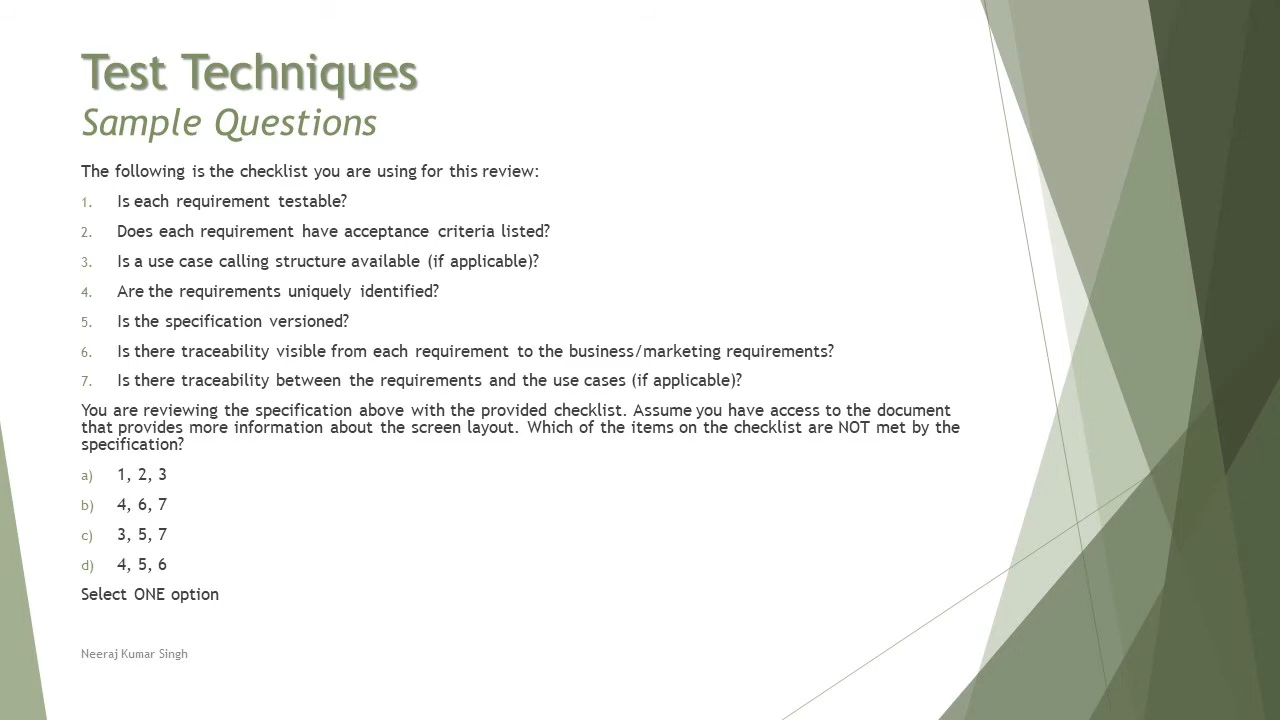 Test Techniques
Sample Questions
The following is the checklist you are using for this review:
1. Is each requirement testable?
2. Does each requirement have acceptance criteria listed?
3. Is a use case calling structure available (if applicable)?
4. Are the requirements uniquely identified?
5. Is the specification versioned?
6. Is there traceability visible from each requirement to the business/marketing requirements?
7. Is there traceability between the requirements and the use cases (if applicable)?
You are reviewing the specification above with the provided checklist. Assume you have access to the document
that provides more information about the screen layout. Which of the items on the checklist are NOT met by the
specification?
a) 1, 2, 3
b) 4, 6, 7
c) 3, 5, 7
d) 4, 5, 6
Select ONE option
Neeraj Kumar Singh